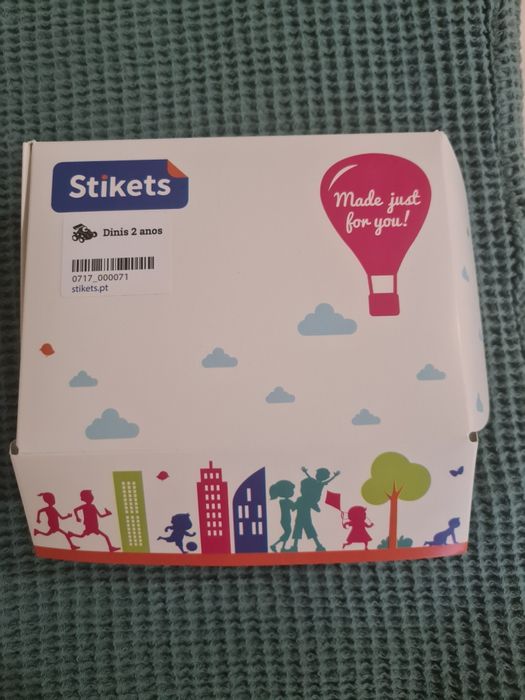 Stikets
Made just
for you!
Dinis 2 anos
0717_000071
stikets.pt